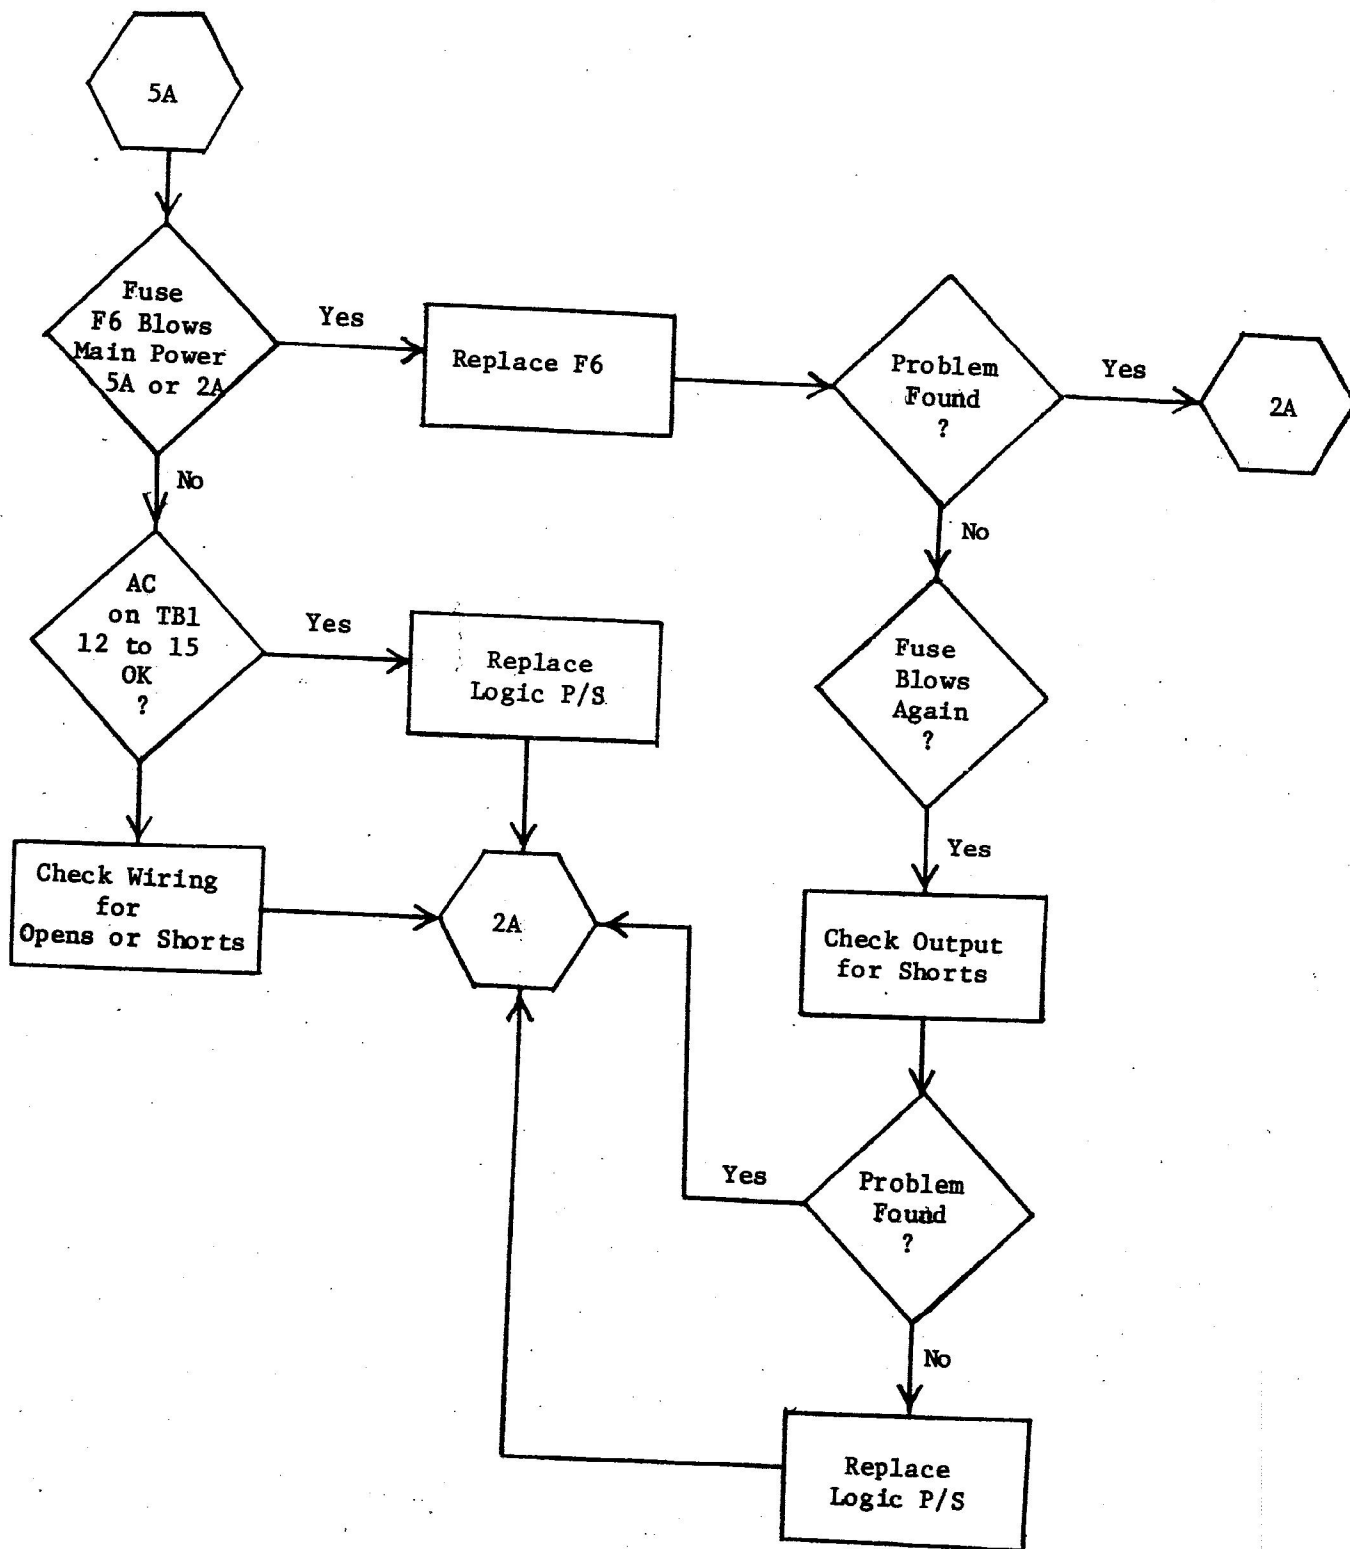 5A
Fuse
F6 Blows
Main Power
5A or 2A
Yes
Replace F6
Problem
Found
?
Yes
2A
No
No
AC
on TB1
12 to 15
OK
?
Yes
Replace
Logic P/S
Fuse
Blows
Again
?
Yes
Check Wiring
for
Opens or Shorts
2A
Check Output
for Shorts
Yes
Problem
Found
?
No
Replace
Logic P/S